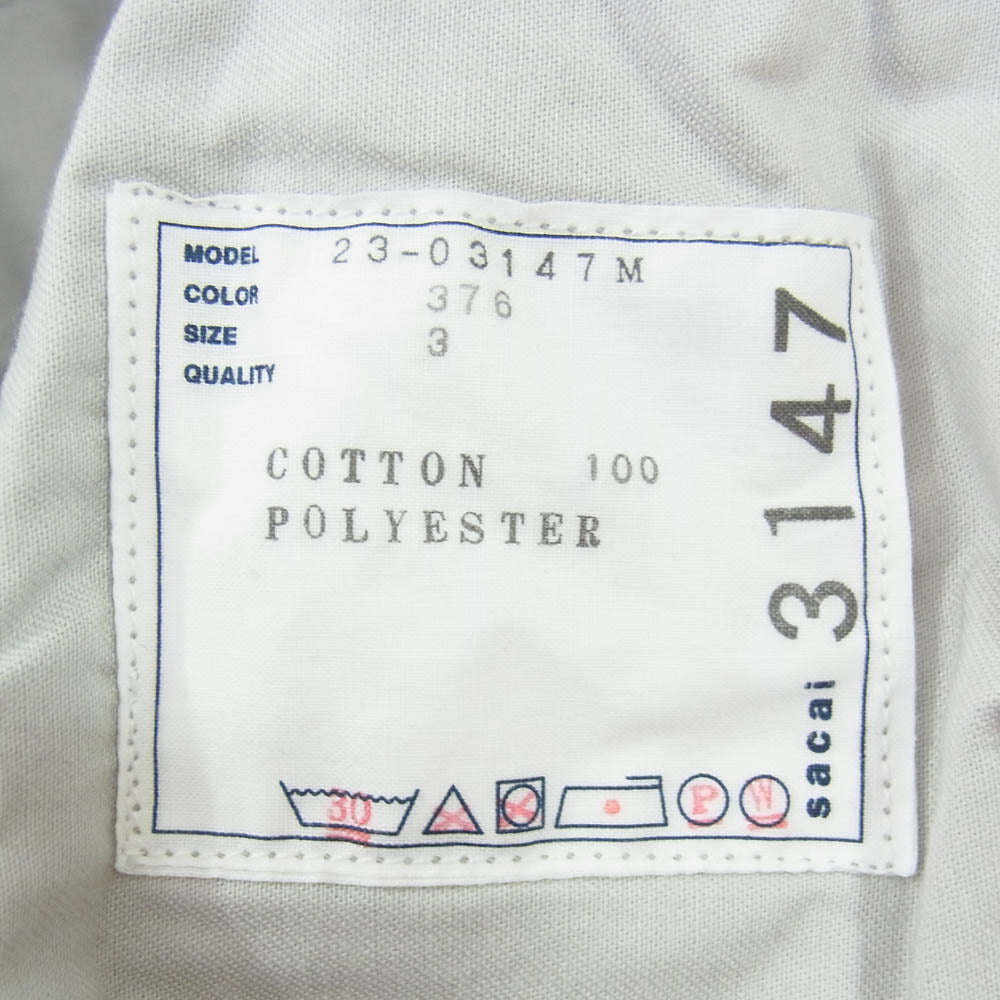 MODEL 23-03147M
COLOR 376
SIZE 3
QUALITY
COTTON 100
POLYESTER
30 P W
sacai 3147